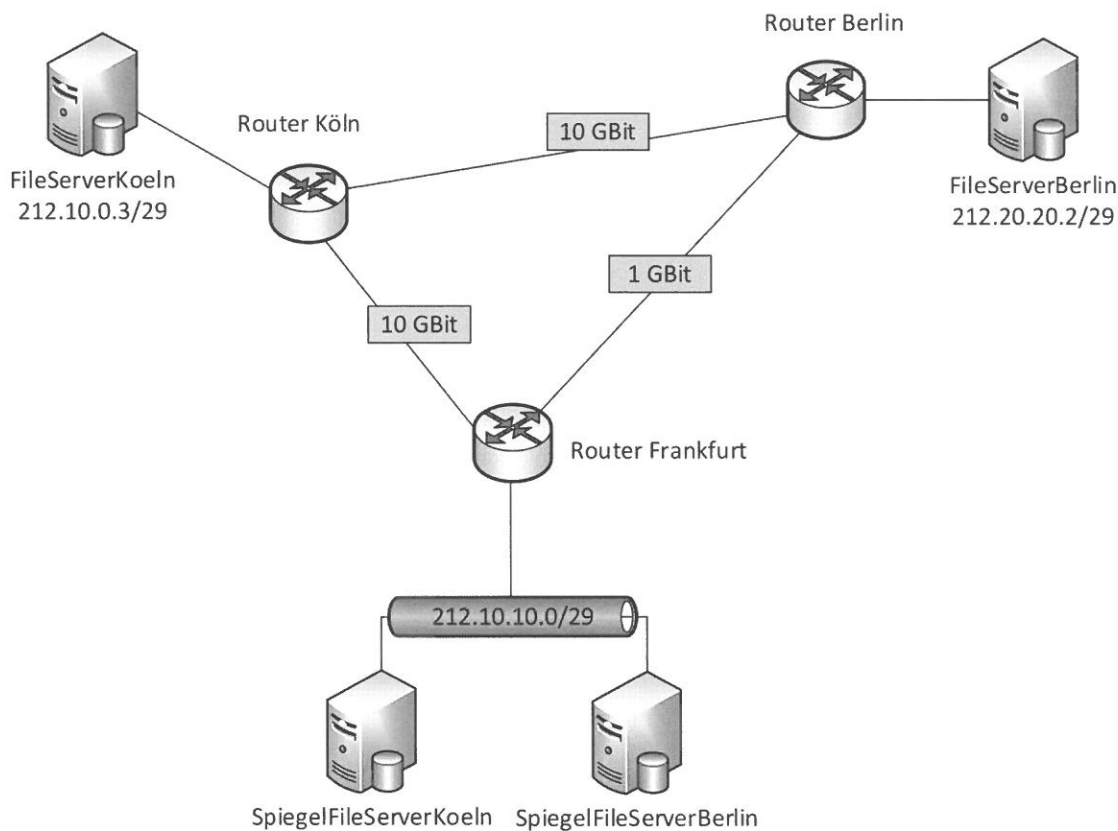 Router Berlin
Router Köln
10 GBit
FileServerKoeln
212.10.0.3/29
FileServerBerlin
212.20.20.2/29
1 GBit
10 GBit
Router Frankfurt
212.10.10.0/29
SpiegelFileServerKoeln
SpiegelFileServerBerlin